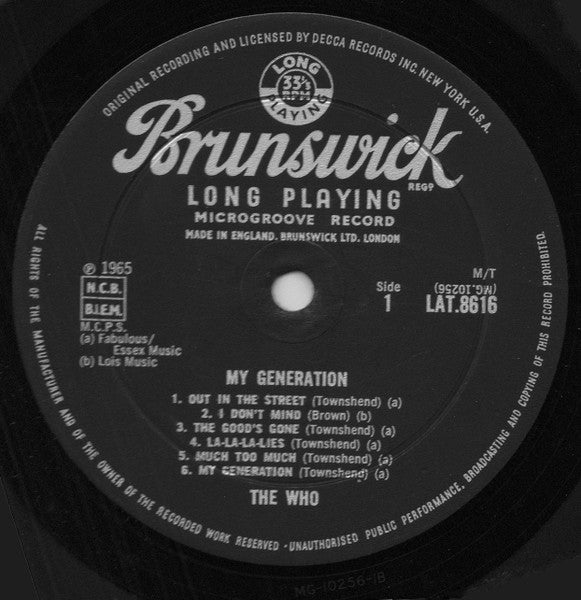 ORIGINAL RECORDING AND LICENSED BY DECCA RECORDS INC. NEW YORK U.S.A.
LONG
33⅓
RPM
PLAYING
Brunswick
REGD
LONG PLAYING
MICROGROOVE RECORD
MADE IN ENGLAND. BRUNSWICK LTD. LONDON
℗ 1965
N.C.B.
B.I.E.M.
M.C.P.S.
(a) Fabulous/
Essex Music
(b) Lois Music
M/T
(MG.10256)
Side
1
LAT.8616
MY GENERATION
1. OUT IN THE STREET (Townshend) (a)
2. I DON'T MIND (Brown) (b)
3. THE GOOD'S GONE (Townshend) (a)
4. LA-LA-LA-LIES (Townshend) (a)
5. MUCH TOO MUCH (Townshend) (a)
6. MY GENERATION (Townshend) (a)
THE WHO
ALL RIGHTS OF THE MANUFACTURER AND OF THE OWNER OF THE RECORDED WORK RESERVED · UNAUTHORISED PUBLIC PERFORMANCE, BROADCASTING AND COPYING OF THIS RECORD PROHIBITED.
MG-10256-1B